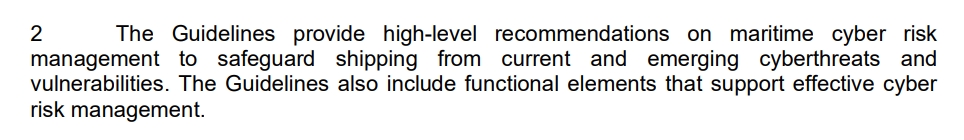 2 The Guidelines provide high-level recommendations on maritime cyber risk
management to safeguard shipping from current and emerging cyberthreats and
vulnerabilities. The Guidelines also include functional elements that support effective cyber
risk management.